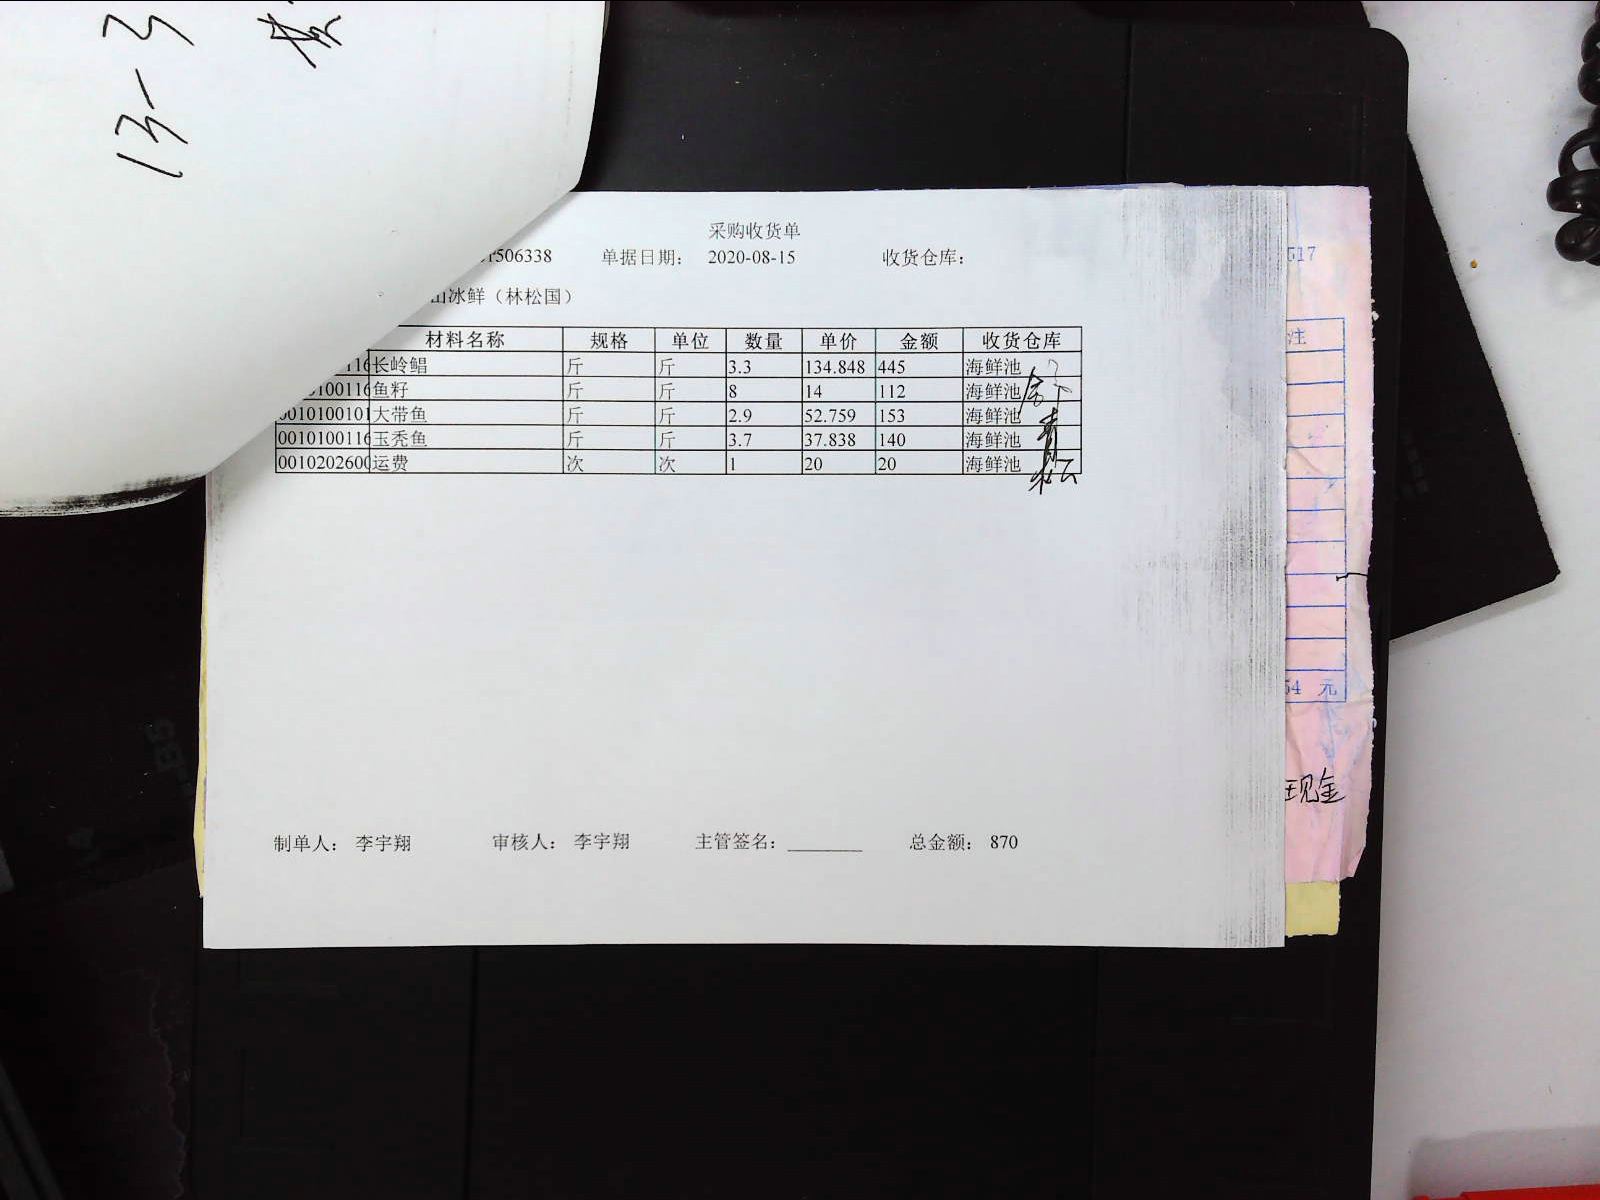 13-3
采购收货单
506338 单据日期： 2020-08-15 收货仓库：
山冰鲜（林松国）
材料名称 规格 单位 数量 单价 金额 收货仓库
116 长岭鲳 斤 斤 3.3 134.848 445 海鲜池
0100116 鱼籽 斤 斤 8 14 112 海鲜池
0010100101 大带鱼 斤 斤 2.9 52.759 153 海鲜池
0010100116 玉秃鱼 斤 斤 3.7 37.838 140 海鲜池
0010202600 运费 次 次 1 20 20 海鲜池
制单人： 李宇翔 审核人： 李宇翔 主管签名： 总金额： 870
517
注
54 元
现金